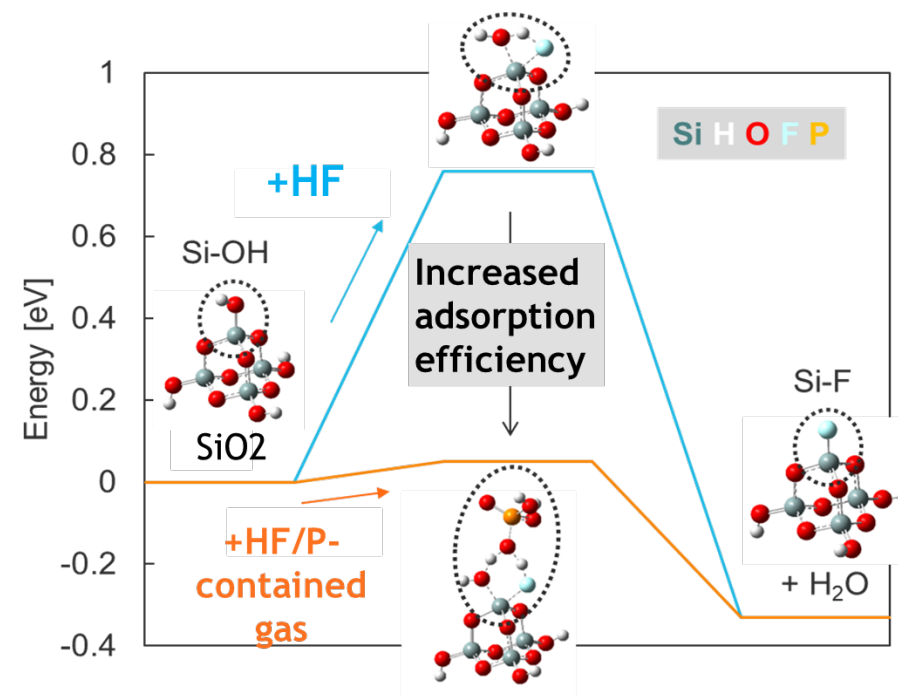 1
0.8
0.6
0.4
0.2
0
-0.2
-0.4
Energy [eV]
Si H O F P
+HF
Si-OH
SiO2
Increased
adsorption
efficiency
+HF/P-
contained
gas
Si-F
+ H₂O